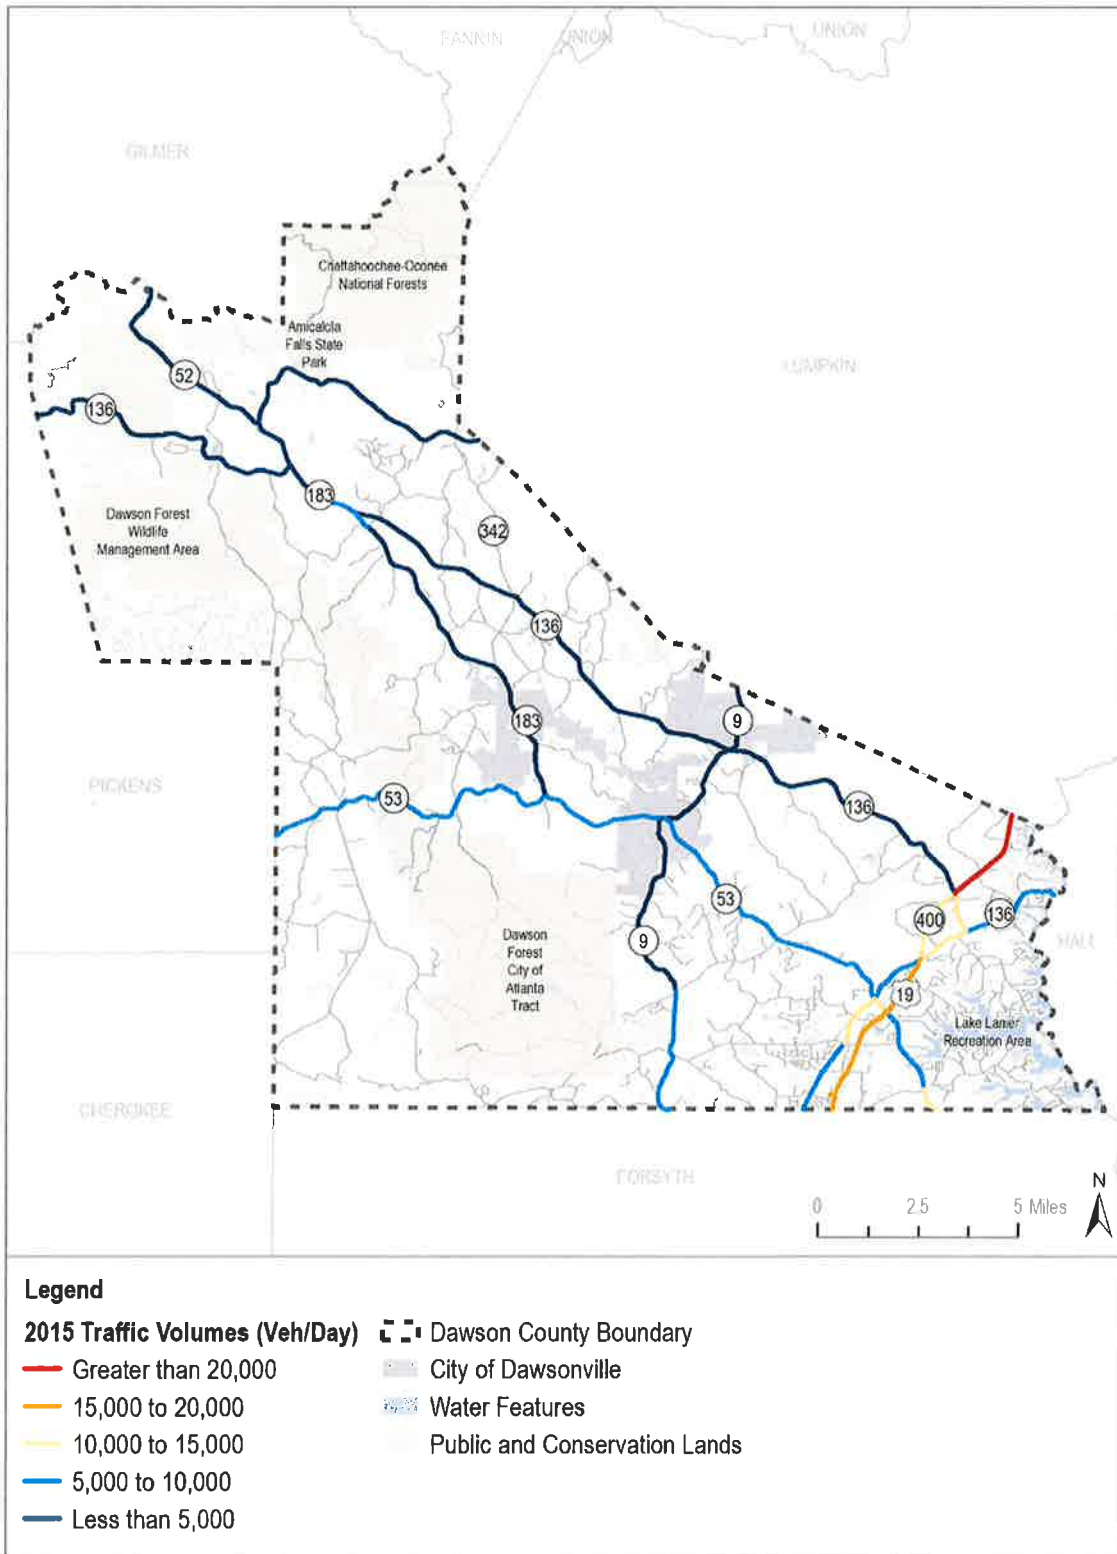 FANNIN
UNION
UNION
GILMER
Chattahoochee-Oconee
National Forests
Amicalola
Falls State
Park
LUMPKIN
52
136
183
342
Dawson Forest
Wildlife
Management Area
136
183
9
PICKENS
53
136
53
400
136
9
HALL
Dawson
Forest
City of
Atlanta
Tract
19
Lake Lanier
Recreation Area
CHEROKEE
FORSYTH
0 2.5 5 Miles
N
Legend
2015 Traffic Volumes (Veh/Day)
Greater than 20,000
15,000 to 20,000
10,000 to 15,000
5,000 to 10,000
Less than 5,000
Dawson County Boundary
City of Dawsonville
Water Features
Public and Conservation Lands